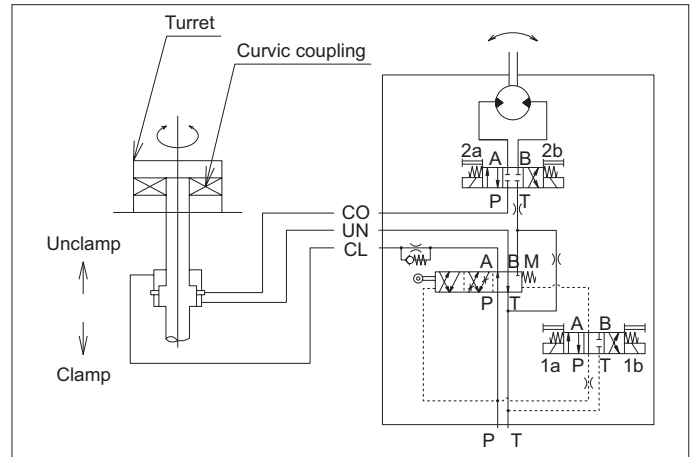 Turret
Curvic coupling
2a A B 2b
P T
CO
UN
CL
Unclamp
A B M
P T
A B
1a P T 1b
Clamp
P T